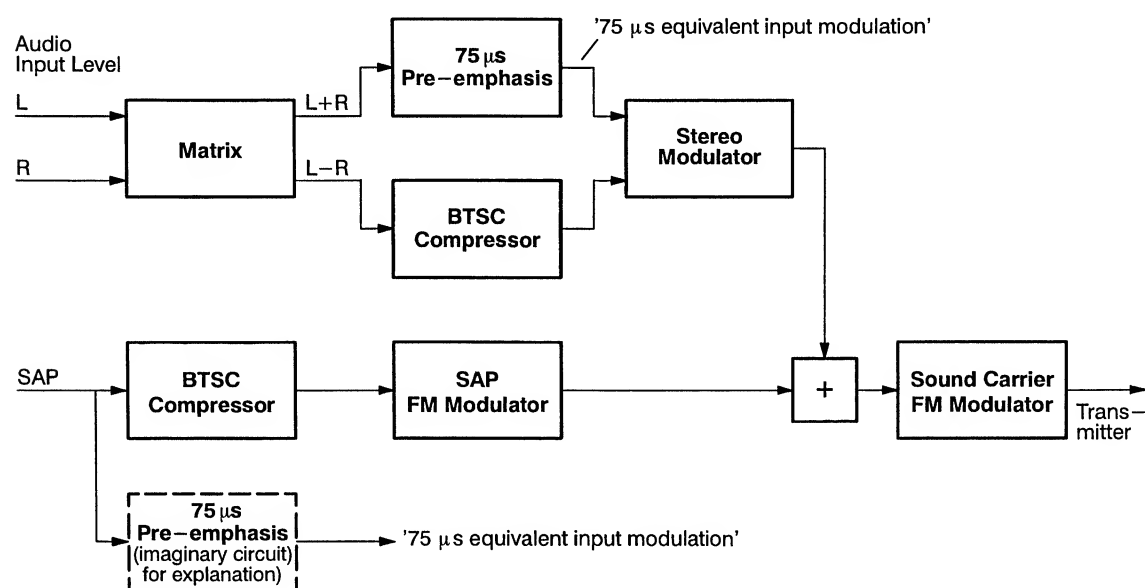 Audio
Input Level
L
R
Matrix
L+R
L−R
75 μs
Pre−emphasis
'75 μs equivalent input modulation'
BTSC
Compressor
Stereo
Modulator
SAP
BTSC
Compressor
SAP
FM Modulator
+
Sound Carrier
FM Modulator
Trans−
mitter
75 μs
Pre−emphasis
(imaginary circuit)
for explanation)
'75 μs equivalent input modulation'